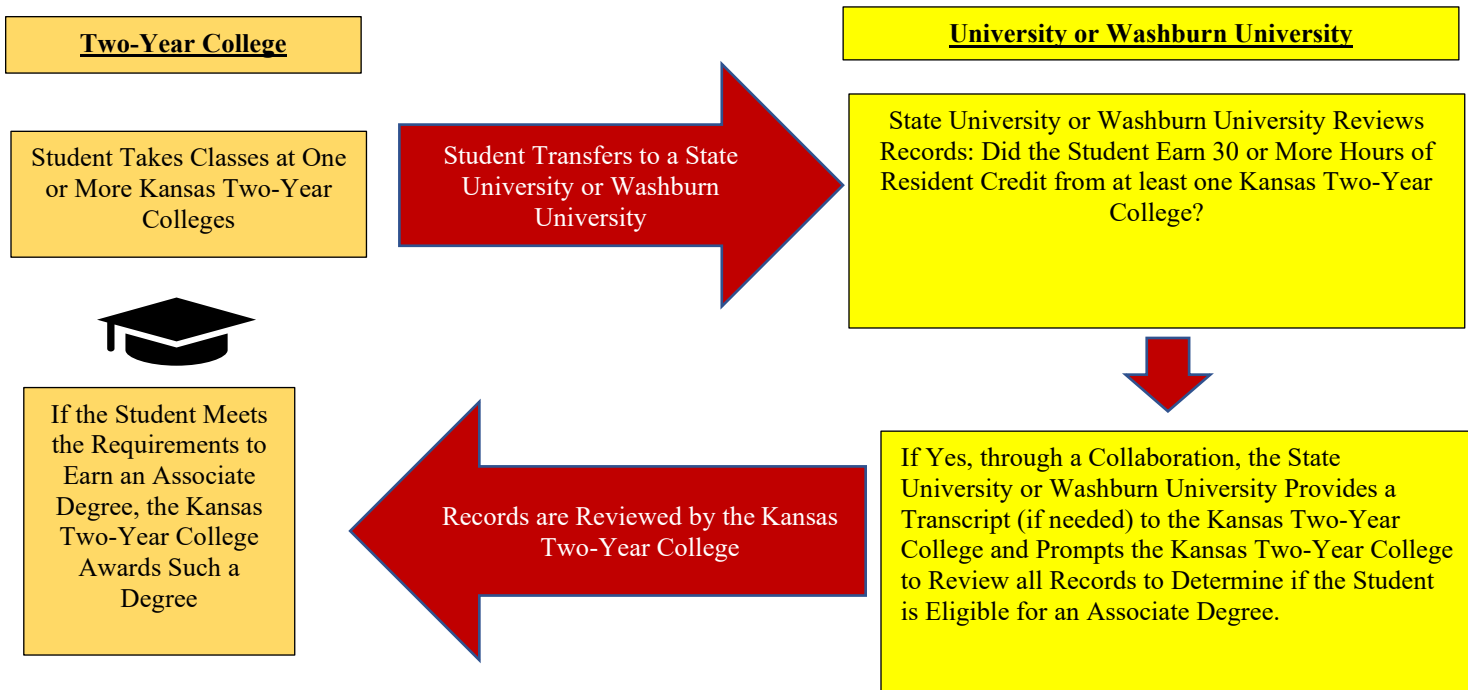 Two-Year College
University or Washburn University
Student Takes Classes at One
or More Kansas Two-Year
Colleges
Student Transfers to a State
University or Washburn
University
State University or Washburn University Reviews
Records: Did the Student Earn 30 or More Hours of
Resident Credit from at least one Kansas Two-Year
College?
If Yes, through a Collaboration, the State
University or Washburn University Provides a
Transcript (if needed) to the Kansas Two-Year
College and Prompts the Kansas Two-Year College
to Review all Records to Determine if the Student
is Eligible for an Associate Degree.
Records are Reviewed by the Kansas
Two-Year College
If the Student Meets
the Requirements to
Earn an Associate
Degree, the Kansas
Two-Year College
Awards Such a
Degree